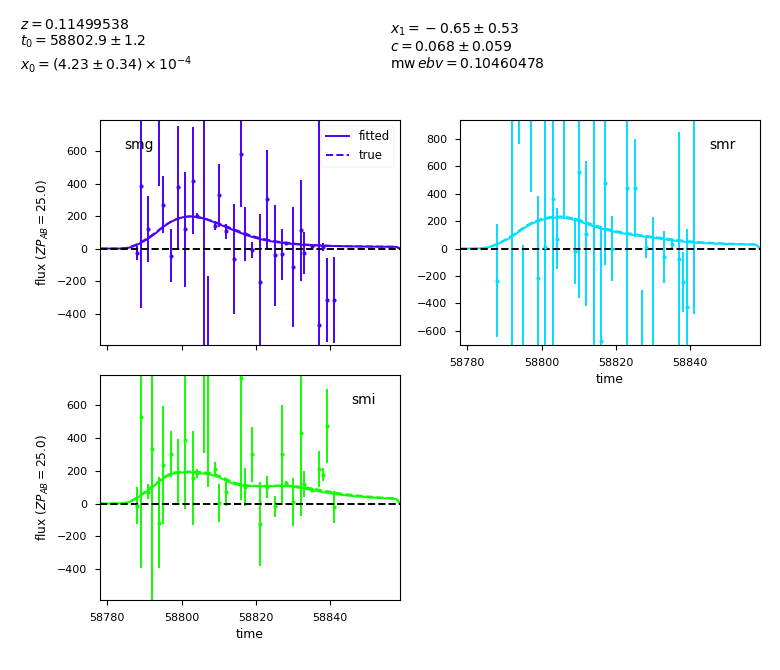 z = 0.11499538
t₀ = 58802.9 ± 1.2
x₀ = (4.23 ± 0.34) × 10⁻⁴
x₁ = −0.65 ± 0.53
c = 0.068 ± 0.059
mw ebv = 0.10460478
smg
fitted
true
600
400
200
0
−200
−400
flux (ZP_AB = 25.0)
smr
800
600
400
200
0
−200
−400
−600
58780 58800 58820 58840
time
smi
600
400
200
0
−200
−400
flux (ZP_AB = 25.0)
58780 58800 58820 58840
time